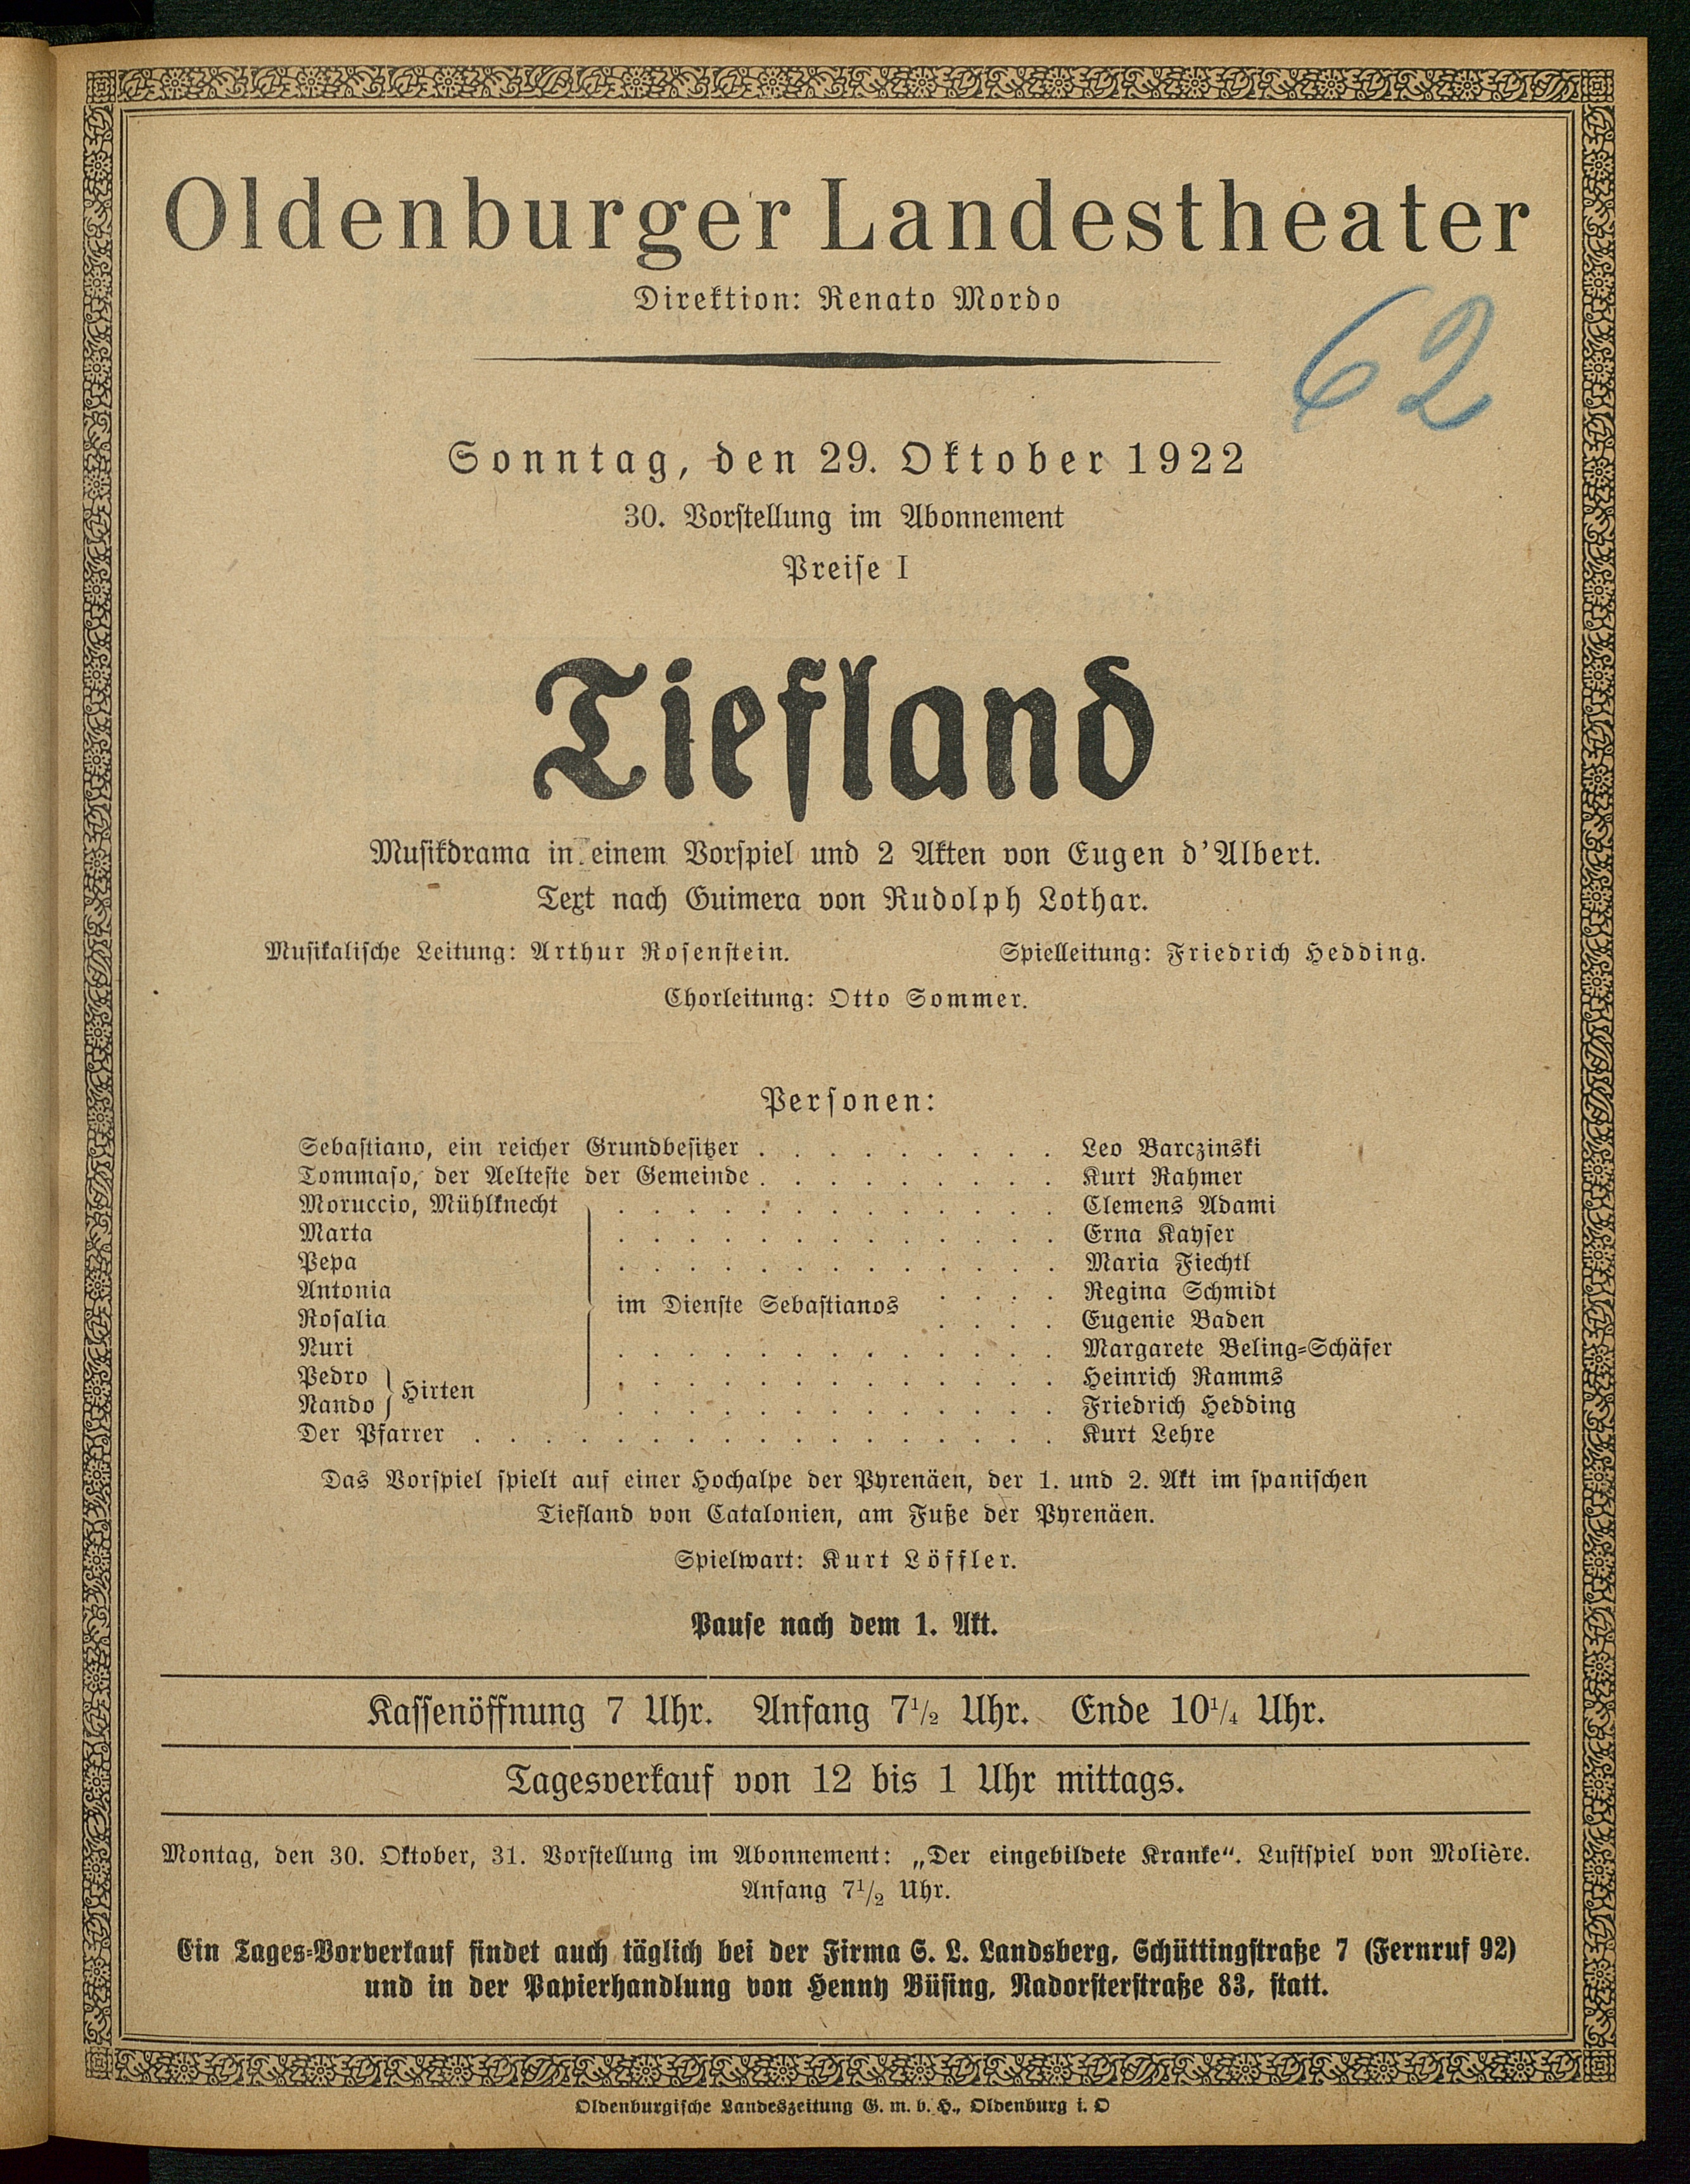 Oldenburger Landestheater
Direktion: Renato Mordo
62
Sonntag, den 29. Oktober 1922
30. Vorstellung im Abonnement
Preise I
Tiefland
Musikdrama in einem Vorspiel und 2 Akten von Eugen d'Albert.
Text nach Guimera von Rudolph Lothar.
Musikalische Leitung: Arthur Rosenstein. Spielleitung: Friedrich Hedding.
Chorleitung: Otto Sommer.
Personen:
Sebastiano, ein reicher Grundbesitzer . . . . . . . . . Leo Barczinski
Tommaso, der Aelteste der Gemeinde . . . . . . . . . Kurt Rahmer
Moruccio, Mühlknecht . . . . . . . . . . . . . Clemens Adami
Marta . . . . . . . . . . . . . Erna Kayser
Pepa . . . . . . . . . . . . . Maria Fiechtl
Antonia . . . . Regina Schmidt
im Dienste Sebastianos
Rosalia . . . . Eugenie Baden
Nuri . . . . . . . . . . . . . Margarete Beling-Schäfer
Pedro . . . . . . . . . . . . . Heinrich Ramms
Hirten
Nando . . . . . . . . . . . . . Friedrich Hedding
Der Pfarrer . . . . . . . . . . . . . . . . . Kurt Lehre
Das Vorspiel spielt auf einer Hochalpe der Pyrenäen, der 1. und 2. Akt im spanischen
Tiefland von Catalonien, am Fuße der Pyrenäen.
Spielwart: Kurt Löffler.
Pause nach dem 1. Akt.
Kassenöffnung 7 Uhr. Anfang 7½ Uhr. Ende 10¼ Uhr.
Tagesverkauf von 12 bis 1 Uhr mittags.
Montag, den 30. Oktober, 31. Vorstellung im Abonnement: „Der eingebildete Kranke“. Lustspiel von Molière.
Anfang 7½ Uhr.
Ein Tages-Vorverkauf findet auch täglich bei der Firma S. L. Landsberg, Schüttingstraße 7 (Fernruf 92)
und in der Papierhandlung von Henny Büsing, Nadorsterstraße 83, statt.
Oldenburgische Landeszeitung G. m. b. H., Oldenburg i. O